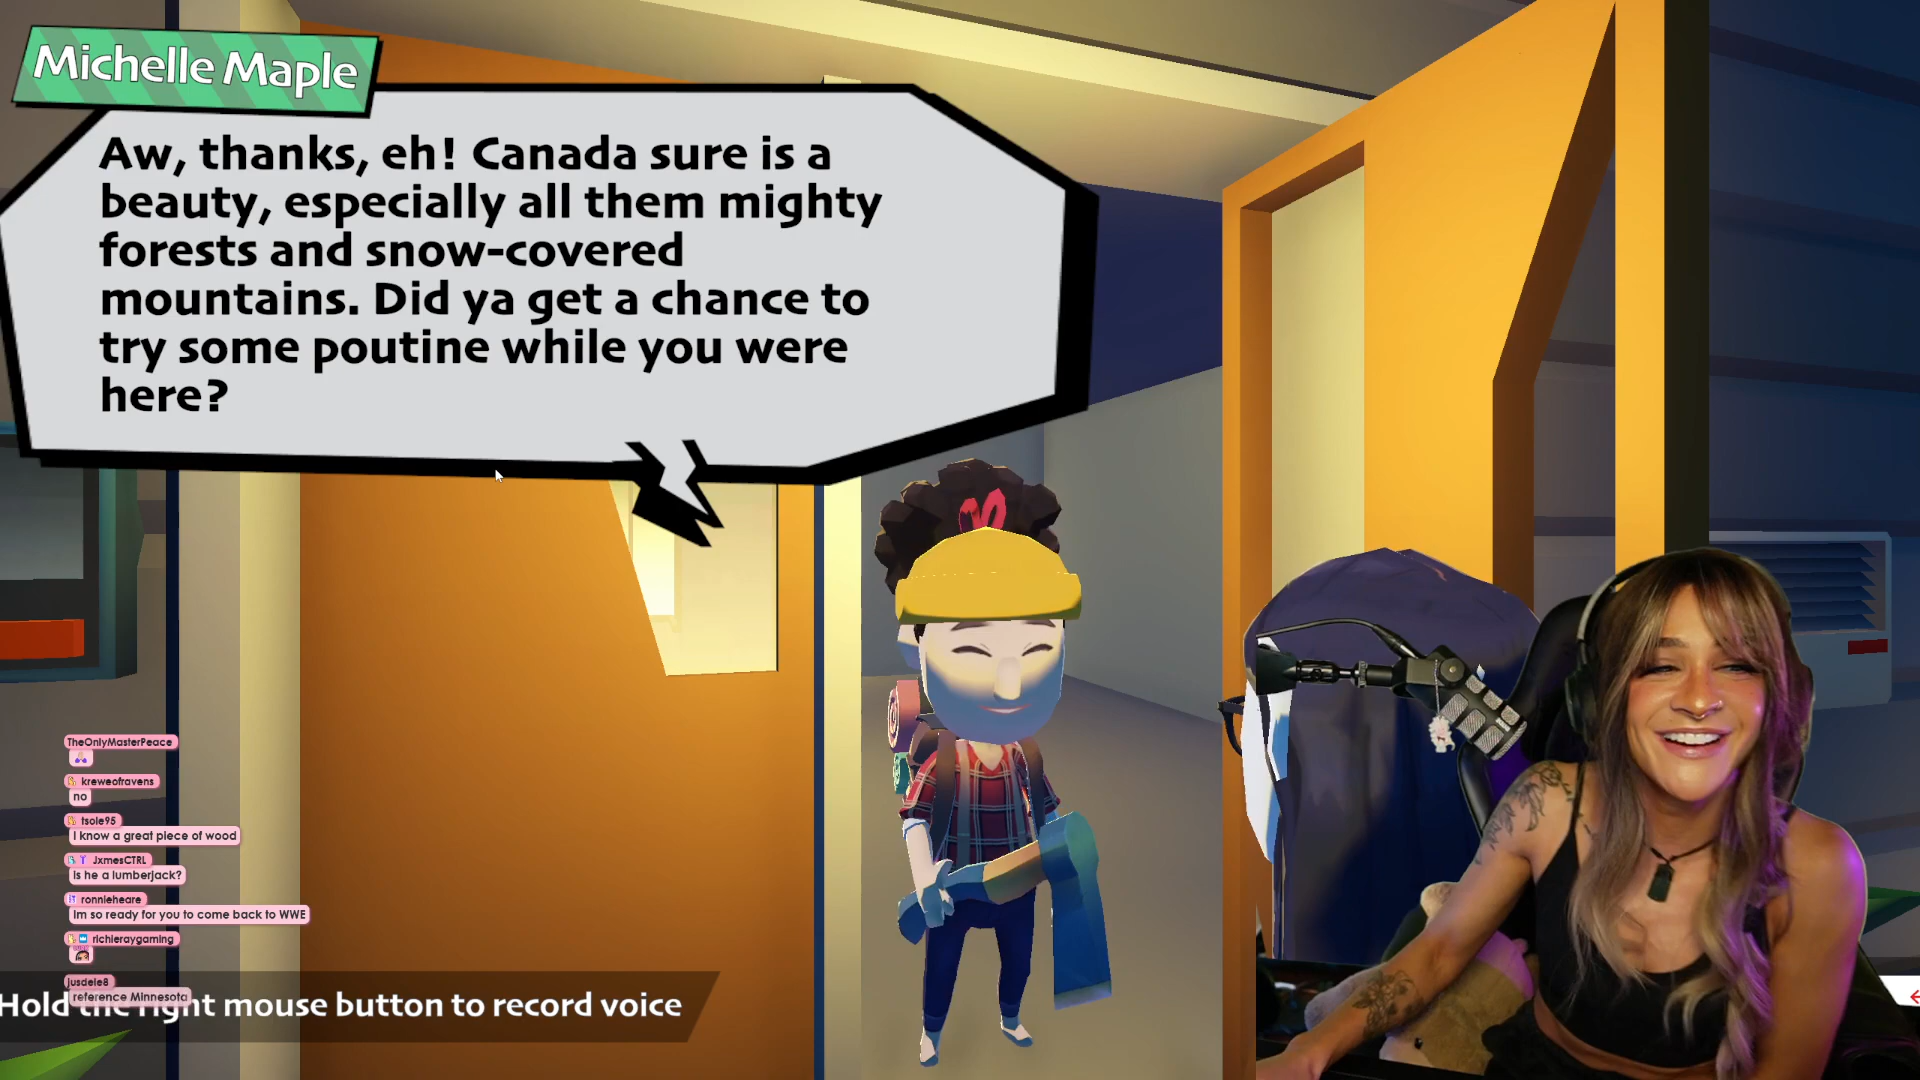 Michelle Maple
Aw, thanks, eh! Canada sure is a
beauty, especially all them mighty
forests and snow-covered
mountains. Did ya get a chance to
try some poutine while you were
here?
TheOnlyMasterPeace
kreweofravens
no
tsole95
I know a great piece of wood
JxmesCTRL
is he a lumberjack?
ronnieheare
Im so ready for you to come back to WWE
richieraygaming
jusdele8
reference Minnesota
Hold the right mouse button to record voice